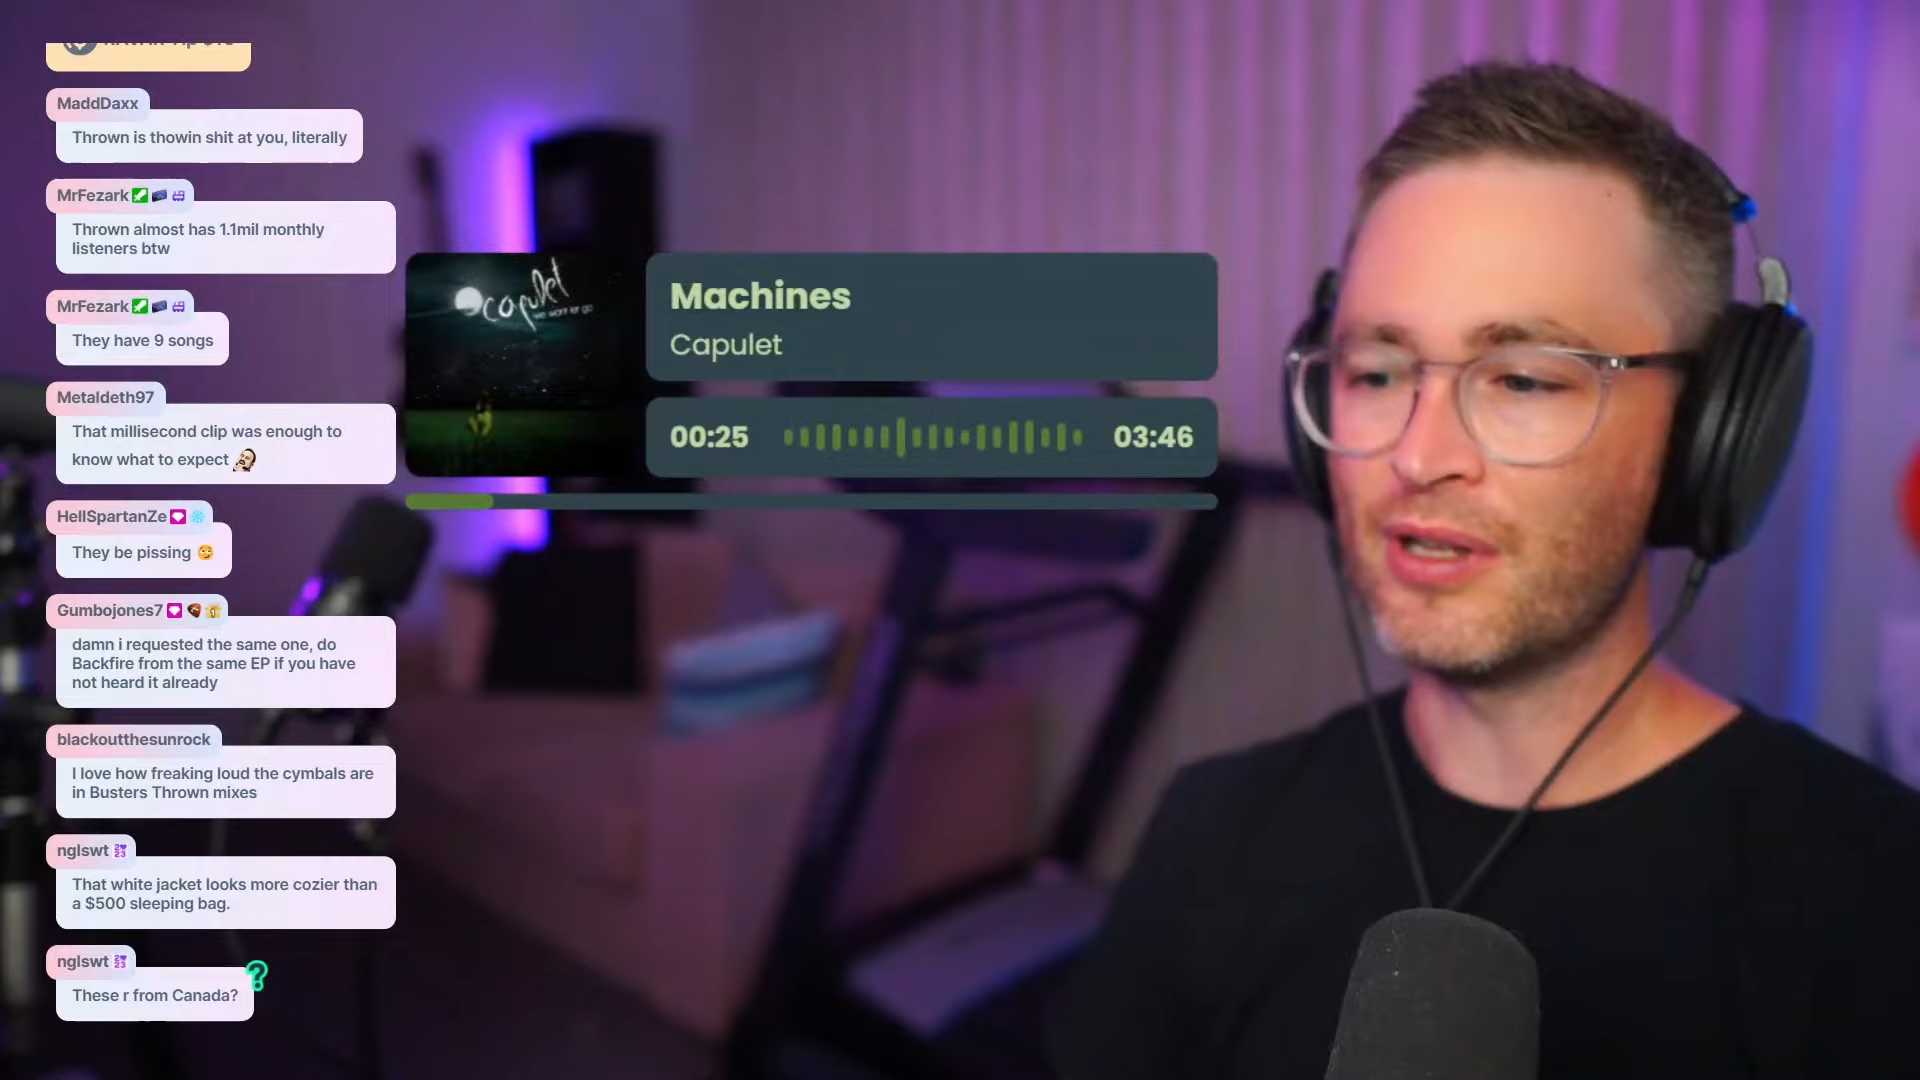 MaddDaxx
Thrown is thowin shit at you, literally
MrFezark
Thrown almost has 1.1mil monthly
listeners btw
MrFezark
They have 9 songs
Metaldeth97
That millisecond clip was enough to
know what to expect
HellSpartanZe
They be pissing
Gumbojones7
damn i requested the same one, do
Backfire from the same EP if you have
not heard it already
blackoutthesunrock
I love how freaking loud the cymbals are
in Busters Thrown mixes
nglswt
That white jacket looks more cozier than
a $500 sleeping bag.
nglswt
These r from Canada?
?
capulet
we want let go
Machines
Capulet
00:25
03:46